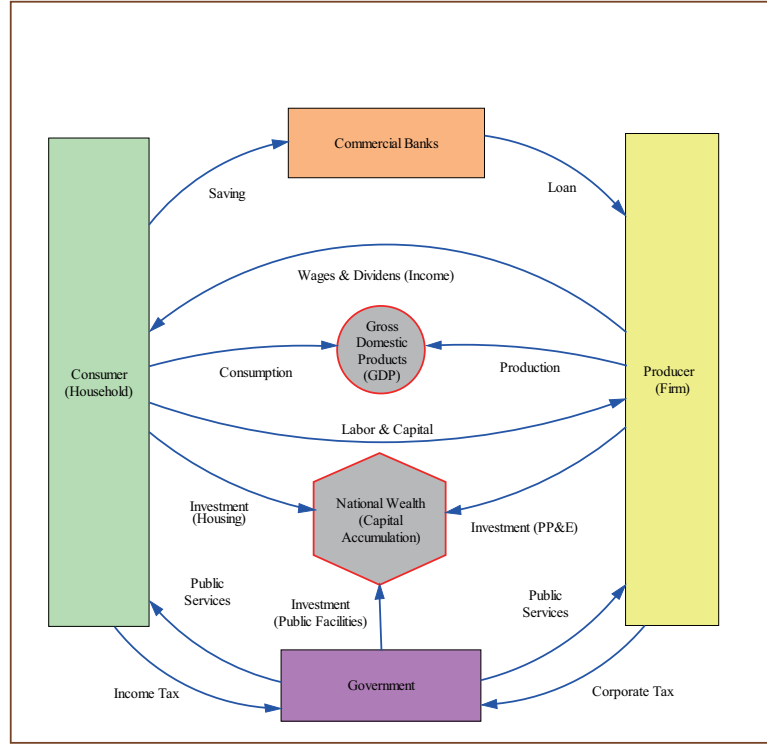 Commercial Banks
Saving
Loan
Wages & Dividens (Income)
Gross
Domestic
Products
(GDP)
Consumption
Production
Consumer
(Household)
Producer
(Firm)
Labor & Capital
National Wealth
(Capital
Accumulation)
Investment
(Housing)
Investment (PP&E)
Public
Services
Investment
(Public Facilities)
Public
Services
Government
Income Tax
Corporate Tax